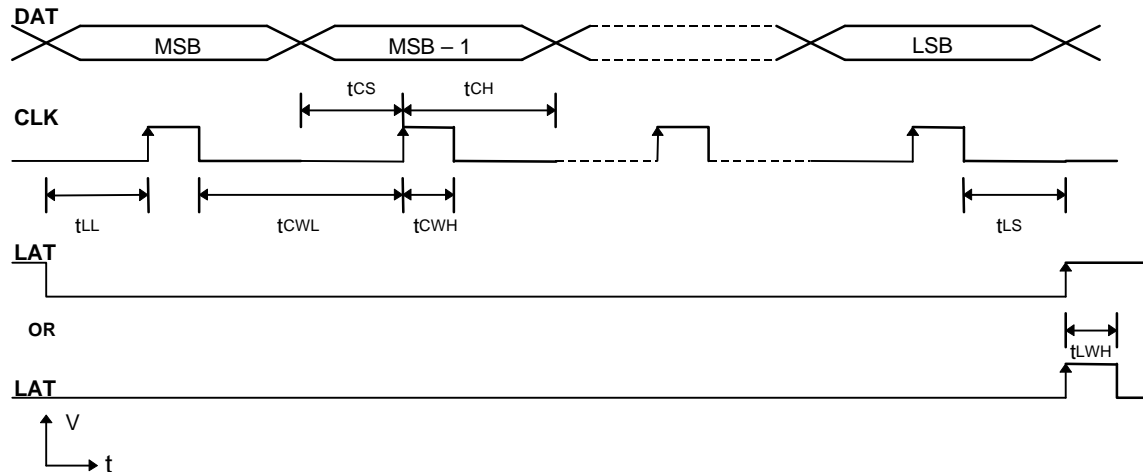 DAT
MSB MSB – 1 LSB
tCS tCH
CLK
tLL tCWL tCWH tLS
LAT
OR
tLWH
LAT
V
t